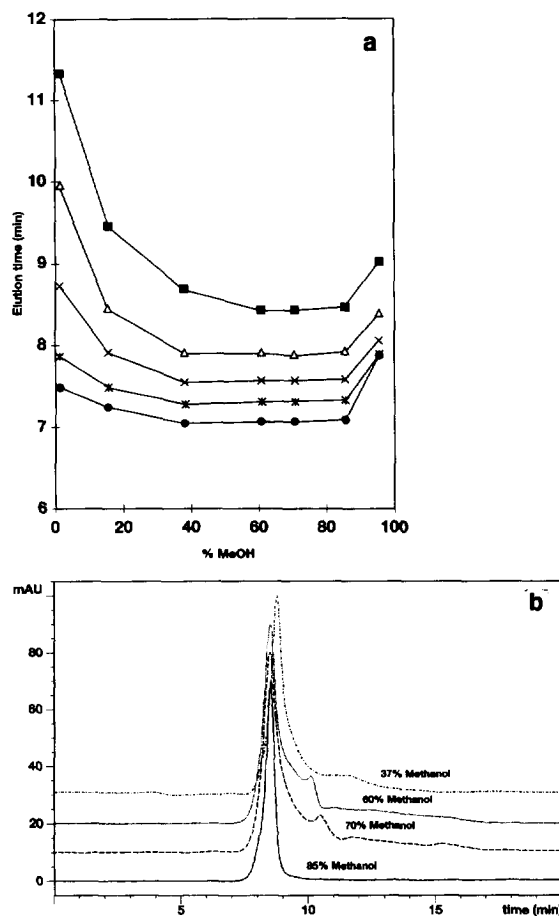 a
12
11
10
9
8
7
6
Elution time (min)
0 20 40 60 80 100
% MeOH
b
mAU
80
60
40
20
0
37% Methanol
60% Methanol
70% Methanol
85% Methanol
5 10 15 time (min)